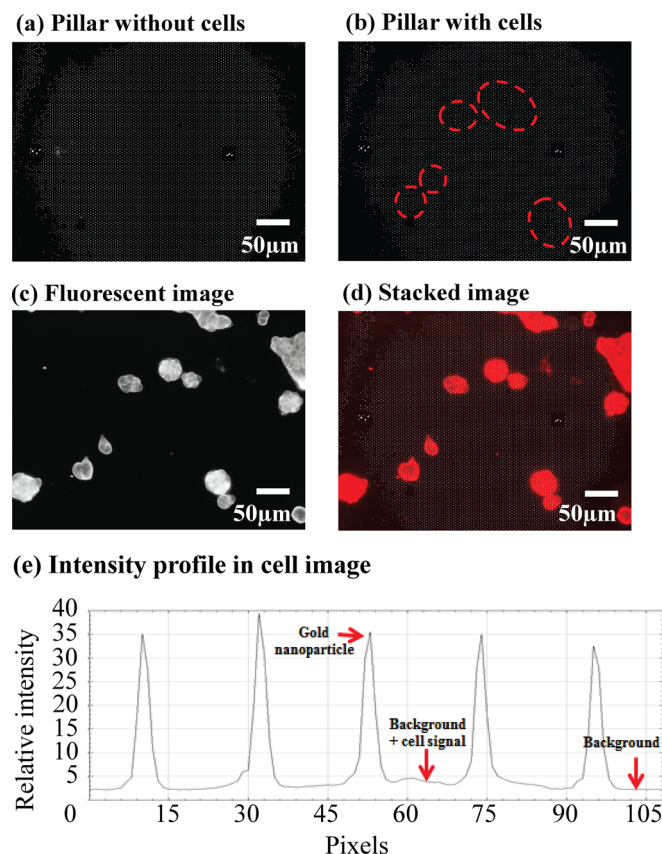 (a) Pillar without cells
(b) Pillar with cells
50µm
50µm
(c) Fluorescent image
(d) Stacked image
50µm
50µm
(e) Intensity profile in cell image
Relative intensity
40
35
30
25
20
15
10
5
0
Gold
nanoparticle
Background
+ cell signal
Background
0 15 30 45 60 75 90 105
Pixels